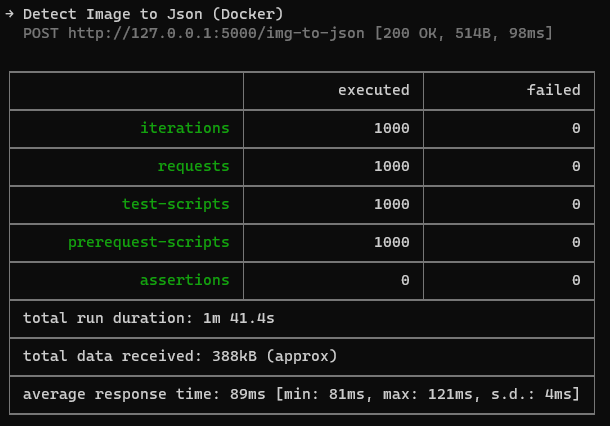 → Detect Image to Json (Docker)
POST http://127.0.0.1:5000/img-to-json [200 OK, 514B, 98ms]
executed failed
iterations 1000 0
requests 1000 0
test-scripts 1000 0
prerequest-scripts 1000 0
assertions 0 0
total run duration: 1m 41.4s
total data received: 388kB (approx)
average response time: 89ms [min: 81ms, max: 121ms, s.d.: 4ms]